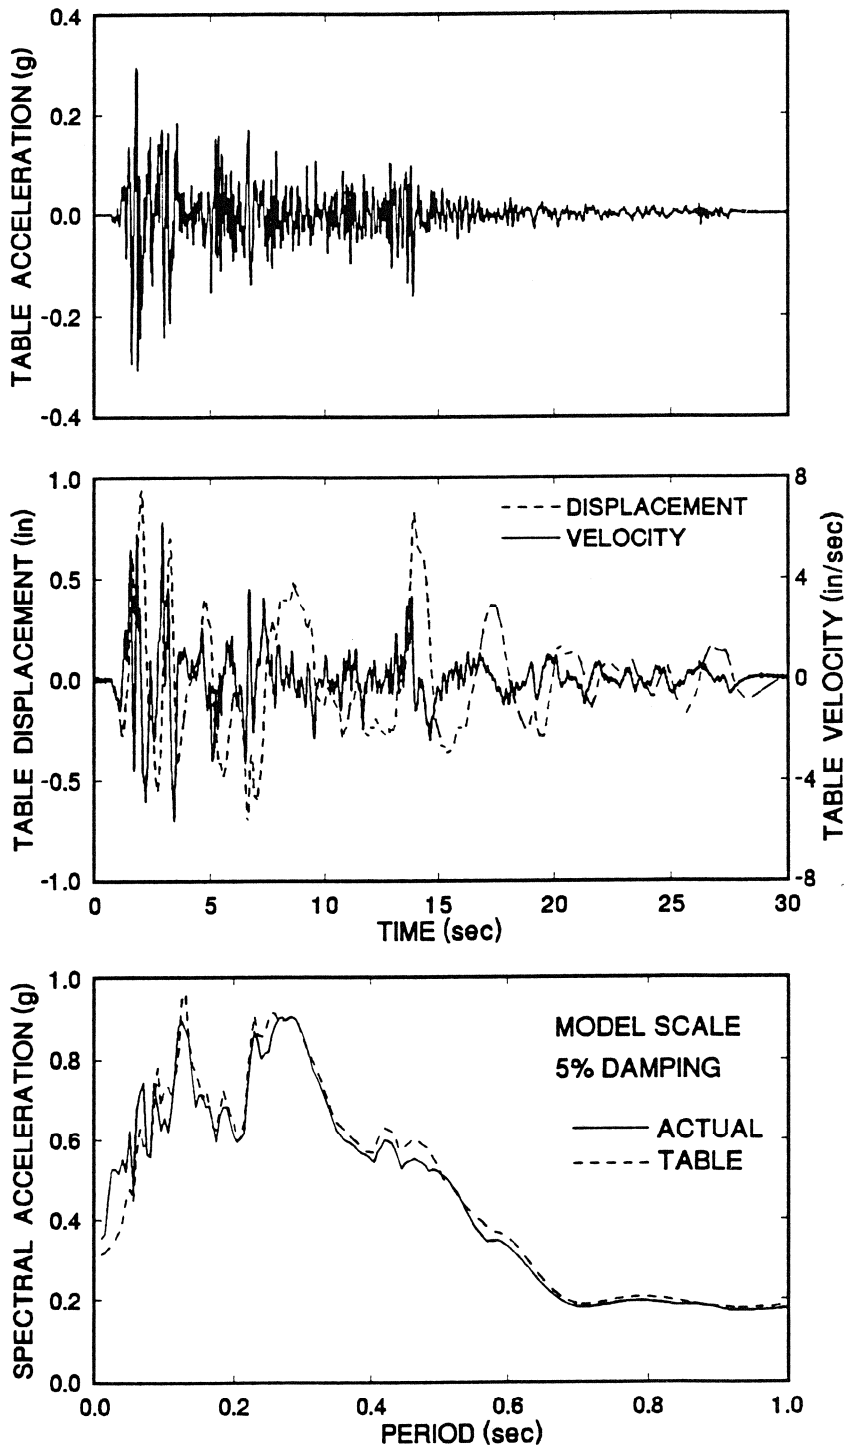 TABLE ACCELERATION (g)
0.4
0.2
0.0
-0.2
-0.4
TABLE DISPLACEMENT (in)
1.0
0.5
0.0
-0.5
-1.0
DISPLACEMENT
VELOCITY
8
4
0
-4
-8
TABLE VELOCITY (in/sec)
0 5 10 15 20 25 30
TIME (sec)
SPECTRAL ACCELERATION (g)
1.0
0.8
0.6
0.4
0.2
0.0
MODEL SCALE
5% DAMPING
ACTUAL
TABLE
0.0 0.2 0.4 0.6 0.8 1.0
PERIOD (sec)